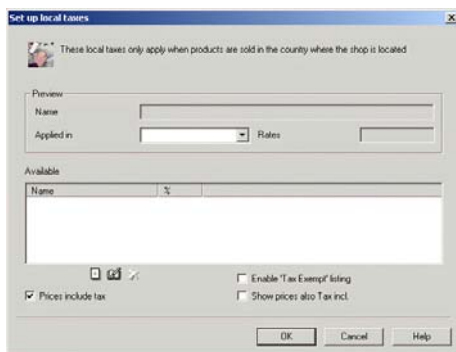 Set up local taxes
These local taxes only apply when products are sold in the country where the shop is located
Preview
Name
Applied in
Rates
Available
Name %
Enable 'Tax Exempt' listing
Prices include tax
Show prices also Tax incl.
OK Cancel Help